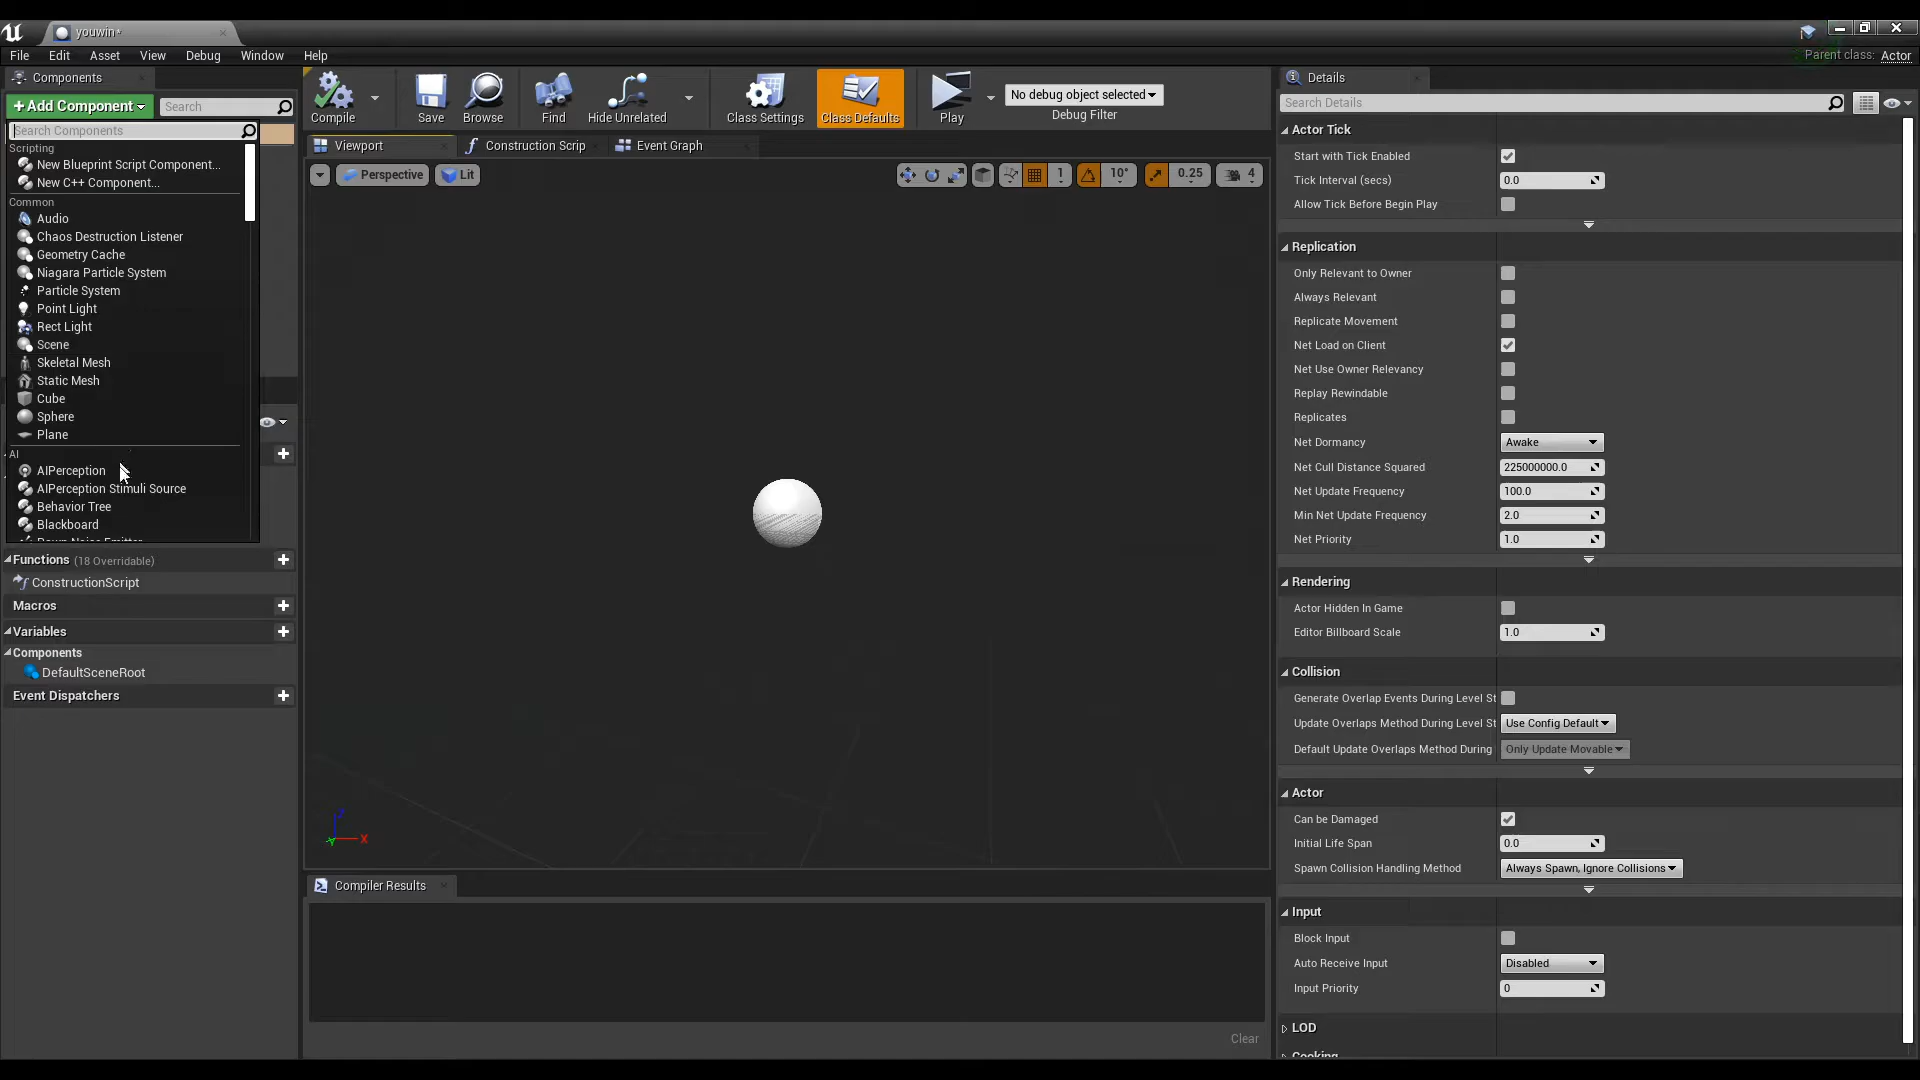 youwin*
File Edit Asset View Debug Window Help
Parent class: Actor
Components
+Add Component
Search
Search Components
Scripting
New Blueprint Script Component...
New C++ Component...
Common
Audio
Chaos Destruction Listener
Geometry Cache
Niagara Particle System
Particle System
Point Light
Rect Light
Scene
Skeletal Mesh
Static Mesh
Cube
Sphere
Plane
AI
AIPerception
AIPerception Stimuli Source
Behavior Tree
Blackboard
Pawn Noise Emitter
Functions (18 Overridable)
ConstructionScript
Macros
Variables
Components
DefaultSceneRoot
Event Dispatchers
Compile Save Browse Find Hide Unrelated Class Settings Class Defaults Play
No debug object selected
Debug Filter
Viewport Construction Scrip Event Graph
Perspective Lit
1 10° 0.25 4
Z
X
Y
Compiler Results
Clear
Details
Search Details
Actor Tick
Start with Tick Enabled
Tick Interval (secs) 0.0
Allow Tick Before Begin Play
Replication
Only Relevant to Owner
Always Relevant
Replicate Movement
Net Load on Client
Net Use Owner Relevancy
Replay Rewindable
Replicates
Net Dormancy Awake
Net Cull Distance Squared 225000000.0
Net Update Frequency 100.0
Min Net Update Frequency 2.0
Net Priority 1.0
Rendering
Actor Hidden In Game
Editor Billboard Scale 1.0
Collision
Generate Overlap Events During Level St
Update Overlaps Method During Level St Use Config Default
Default Update Overlaps Method During Only Update Movable
Actor
Can be Damaged
Initial Life Span 0.0
Spawn Collision Handling Method Always Spawn, Ignore Collisions
Input
Block Input
Auto Receive Input Disabled
Input Priority 0
LOD
Cooking